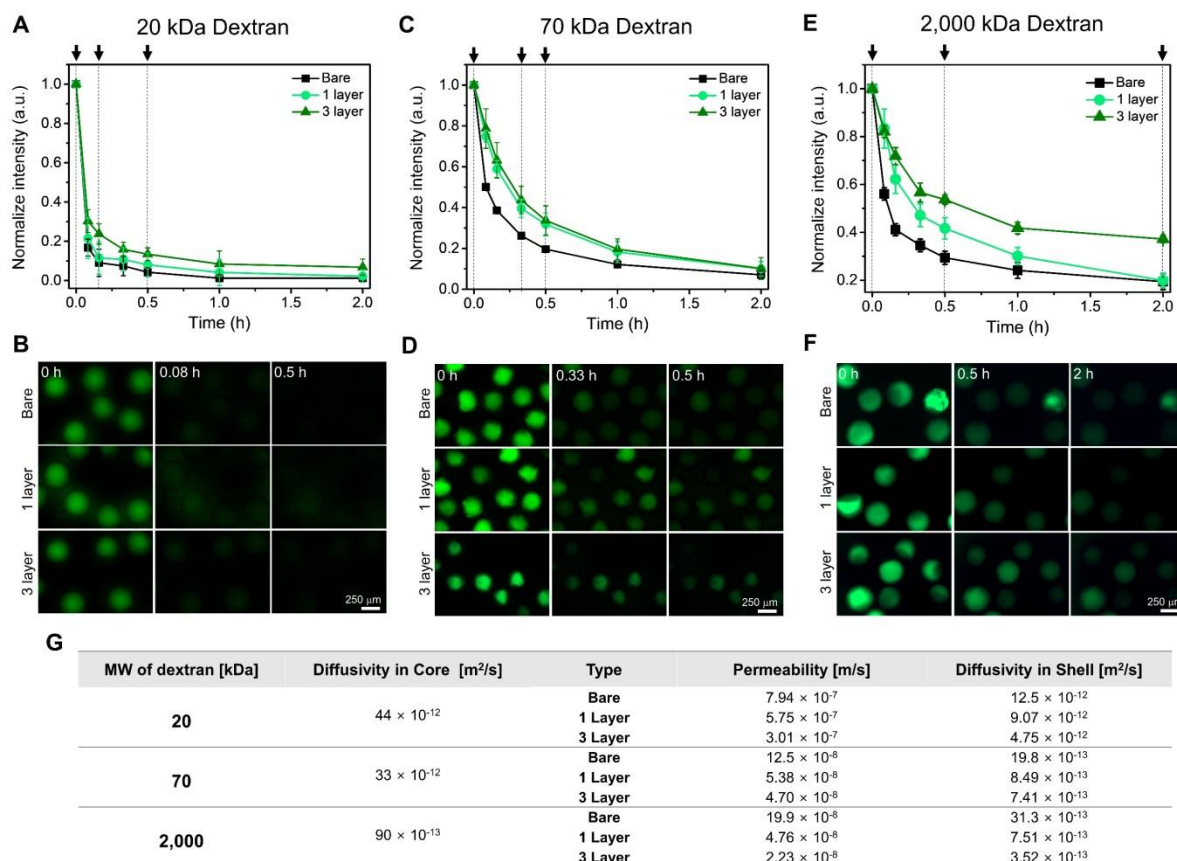 A 20 kDa Dextran
C 70 kDa Dextran
E 2,000 kDa Dextran
Normalize intensity (a.u.)
1.0
0.8
0.6
0.4
0.2
0.0
Bare
1 layer
3 layer
0.0 0.5 1.0 1.5 2.0
Time (h)
Normalize intensity (a.u.)
1.0
0.8
0.6
0.4
0.2
0.0
Bare
1 layer
3 layer
0.0 0.5 1.0 1.5 2.0
Time (h)
Normalize intensity (a.u.)
1.0
0.8
0.6
0.4
0.2
Bare
1 layer
3 layer
0.0 0.5 1.0 1.5 2.0
Time (h)
B
0 h 0.08 h 0.5 h
Bare
1 layer
3 layer
250 µm
D
0 h 0.33 h 0.5 h
Bare
1 layer
3 layer
250 µm
F
0 h 0.5 h 2 h
Bare
1 layer
3 layer
250 µm
G
MW of dextran [kDa] Diffusivity in Core [m²/s] Type Permeability [m/s] Diffusivity in Shell [m²/s]
20 44 × 10⁻¹² Bare 7.94 × 10⁻⁷ 12.5 × 10⁻¹²
1 Layer 5.75 × 10⁻⁷ 9.07 × 10⁻¹²
3 Layer 3.01 × 10⁻⁷ 4.75 × 10⁻¹²
70 33 × 10⁻¹² Bare 12.5 × 10⁻⁸ 19.8 × 10⁻¹³
1 Layer 5.38 × 10⁻⁸ 8.49 × 10⁻¹³
3 Layer 4.70 × 10⁻⁸ 7.41 × 10⁻¹³
2,000 90 × 10⁻¹³ Bare 19.9 × 10⁻⁸ 31.3 × 10⁻¹³
1 Layer 4.76 × 10⁻⁸ 7.51 × 10⁻¹³
3 Layer 2.23 × 10⁻⁸ 3.52 × 10⁻¹³